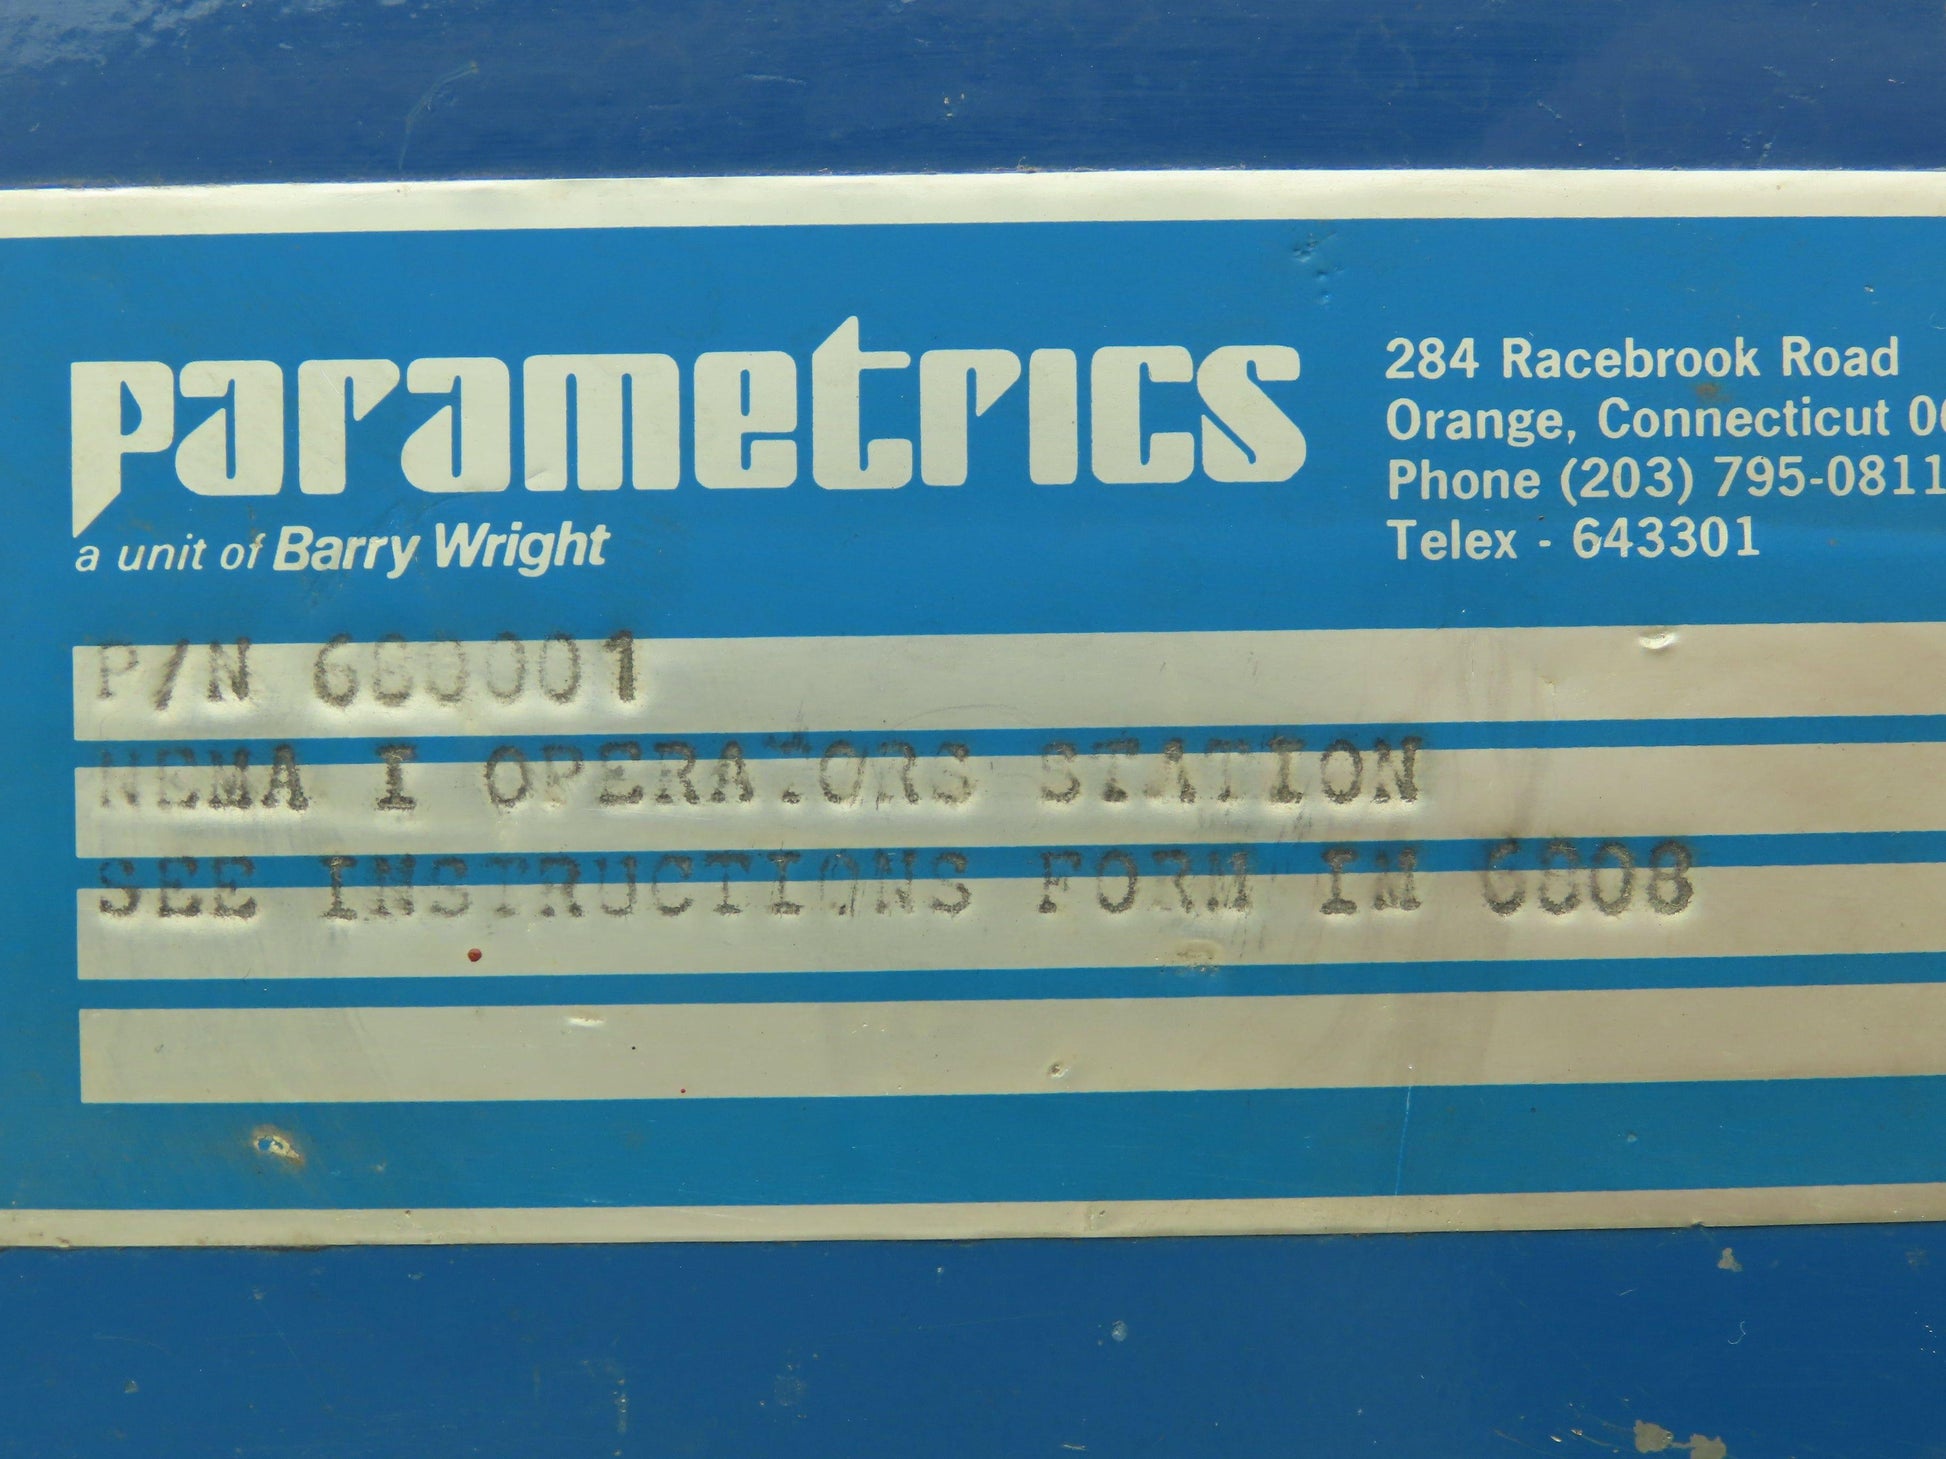 parametrics
a unit of Barry Wright
284 Racebrook Road
Orange, Connecticut
Phone (203) 795-0811
Telex - 643301
P/N 680001
NEMA I OPERATORS STATION
SEE INSTRUCTIONS FORM IM 6808